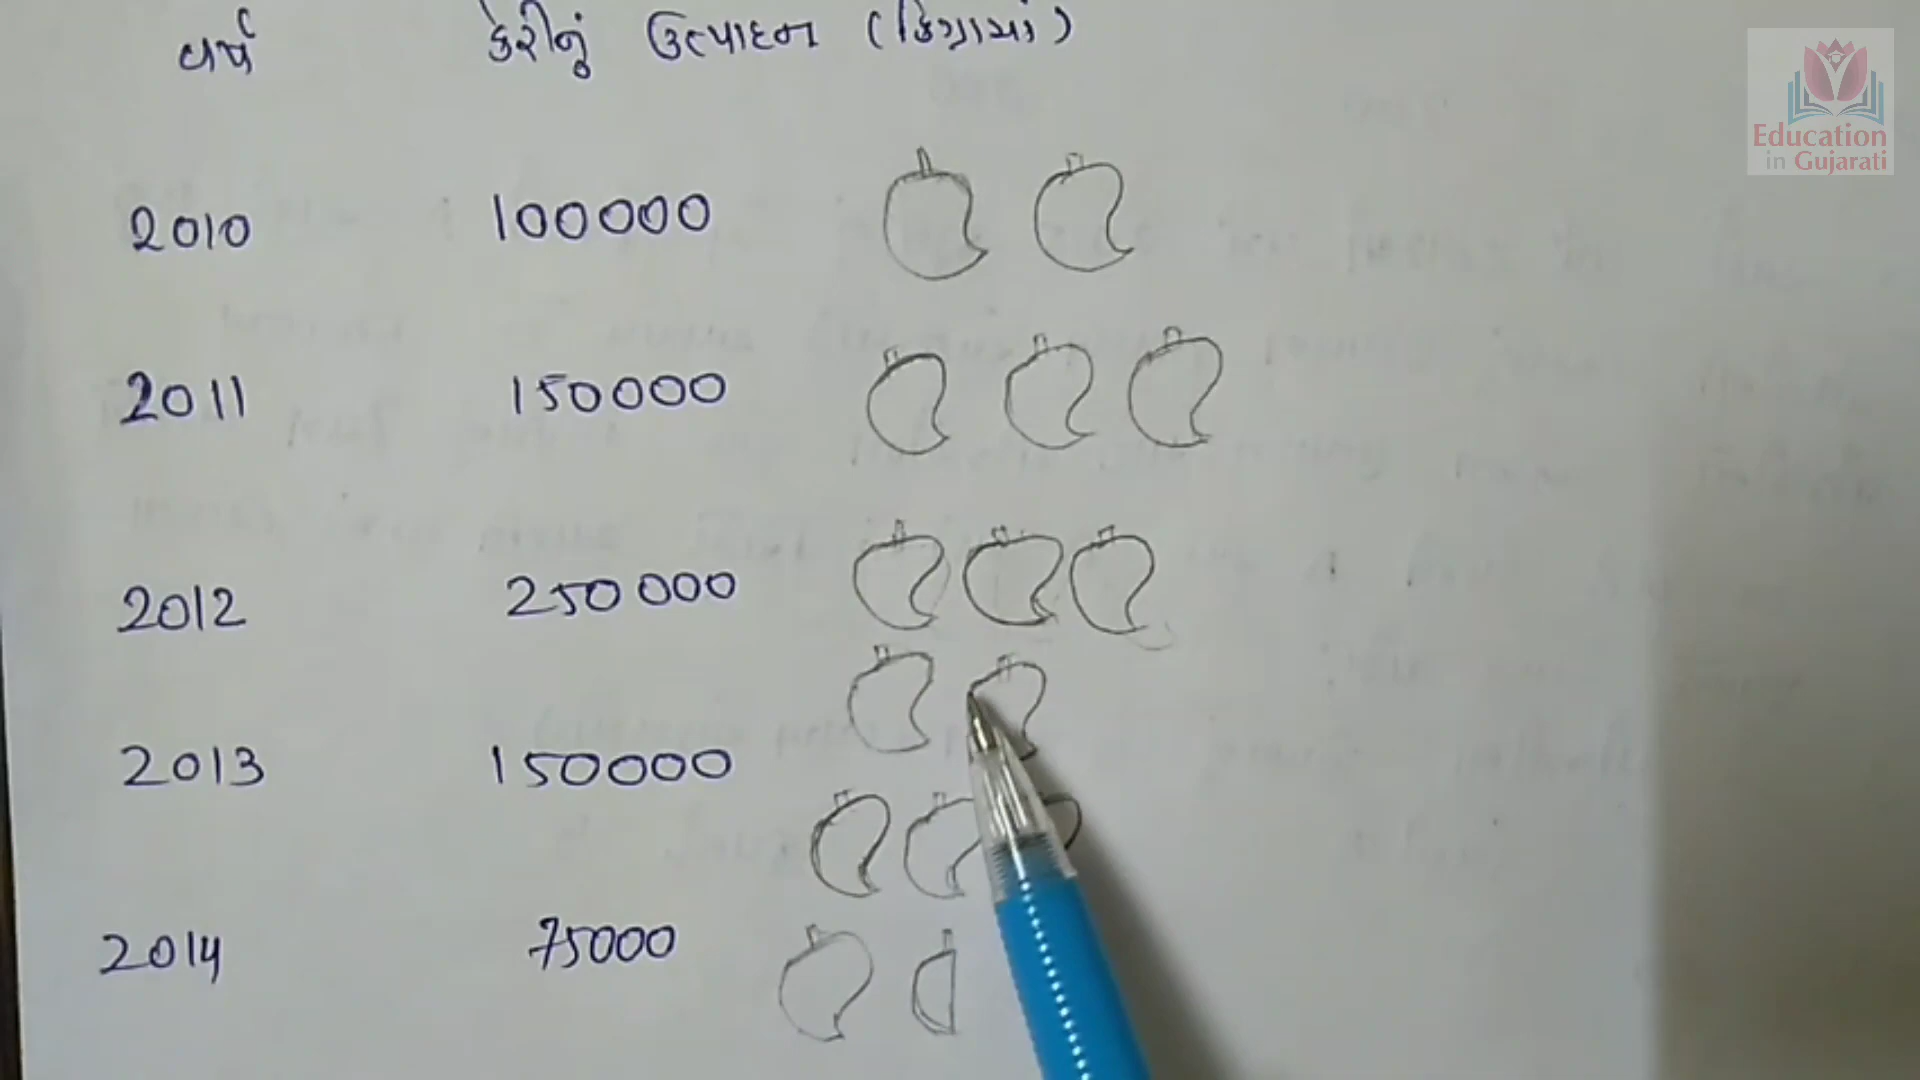 વર્ષ કેરીનું ઉત્પાદન (કિગ્રામાં)
Education
in Gujarati
2010 100000
2011 150000
2012 250000
2013 150000
2014 75000